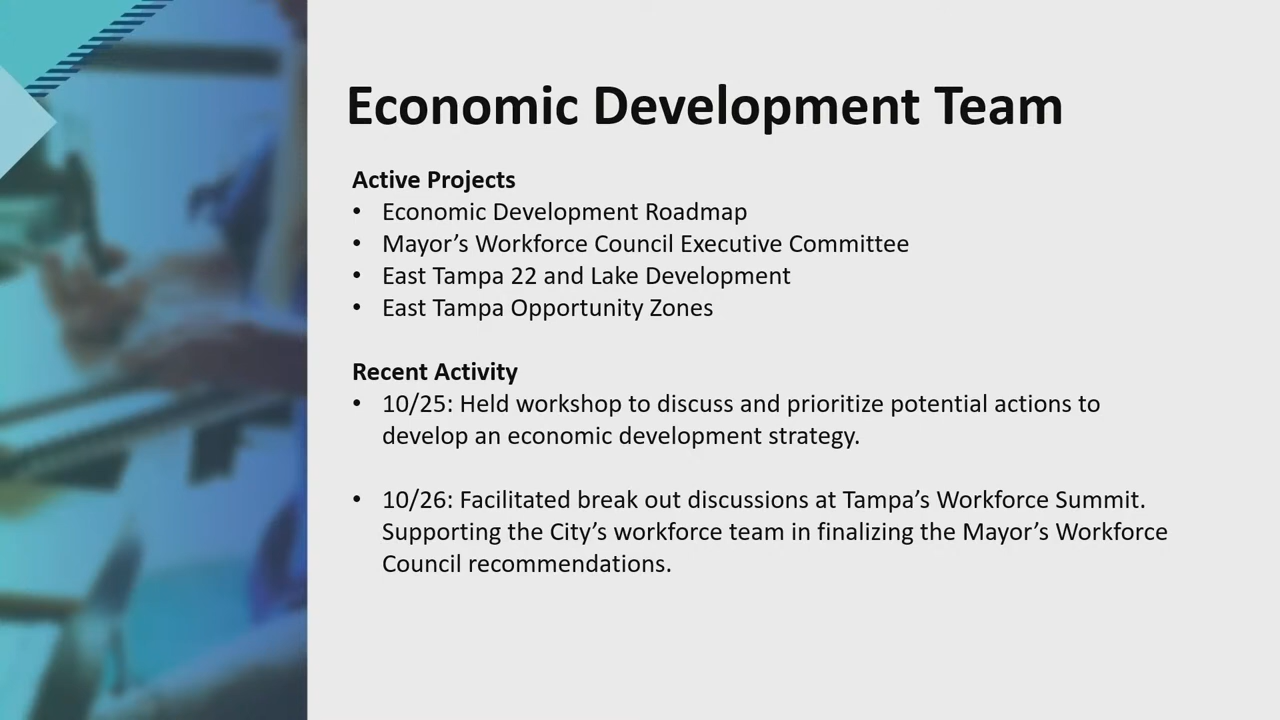 Economic Development Team
Active Projects
• Economic Development Roadmap
• Mayor’s Workforce Council Executive Committee
• East Tampa 22 and Lake Development
• East Tampa Opportunity Zones
Recent Activity
• 10/25: Held workshop to discuss and prioritize potential actions to
develop an economic development strategy.
• 10/26: Facilitated break out discussions at Tampa’s Workforce Summit.
Supporting the City’s workforce team in finalizing the Mayor’s Workforce
Council recommendations.